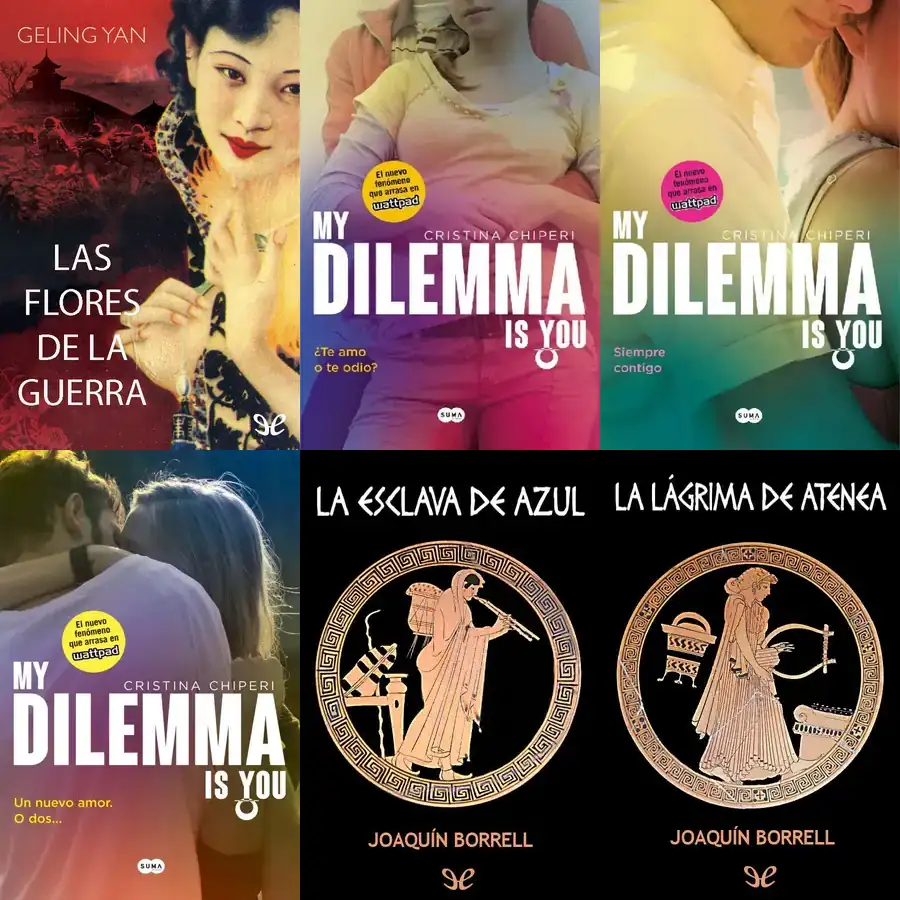 GELING YAN
LAS
FLORES
DE LA
GUERRA
El nuevo
fenómeno
que arrasa en
wattpad
CRISTINA CHIPERI
MY
DILEMMA
IS YOU
¿Te amo
o te odio?
SUMA
El nuevo
fenómeno
que arrasa en
wattpad
CRISTINA CHIPERI
MY
DILEMMA
IS YOU
Siempre
contigo
SUMA
El nuevo
fenómeno
que arrasa en
wattpad
CRISTINA CHIPERI
MY
DILEMMA
IS YOU
Un nuevo amor.
O dos...
SUMA
LA ESCLAVA DE AZUL
JOAQUÍN BORRELL
LA LÁGRIMA DE ATENEA
JOAQUÍN BORRELL